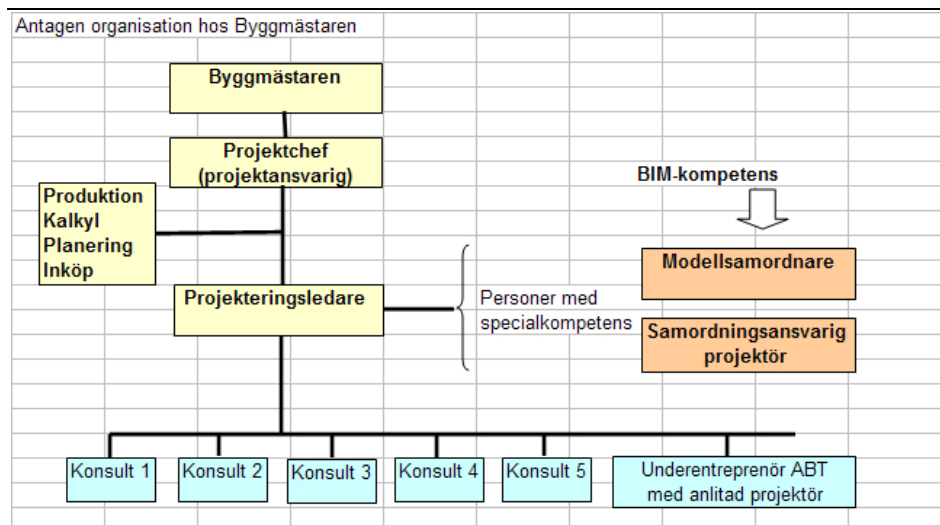 Antagen organisation hos Byggmästaren
Byggmästaren
Projektchef
(projektansvarig)
Produktion
Kalkyl
Planering
Inköp
Projekteringsledare
Personer med
specialkompetens
BIM-kompetens
Modellsamordnare
Samordningsansvarig
projektör
Konsult 1
Konsult 2
Konsult 3
Konsult 4
Konsult 5
Underentreprenör ABT
med anlitad projektör